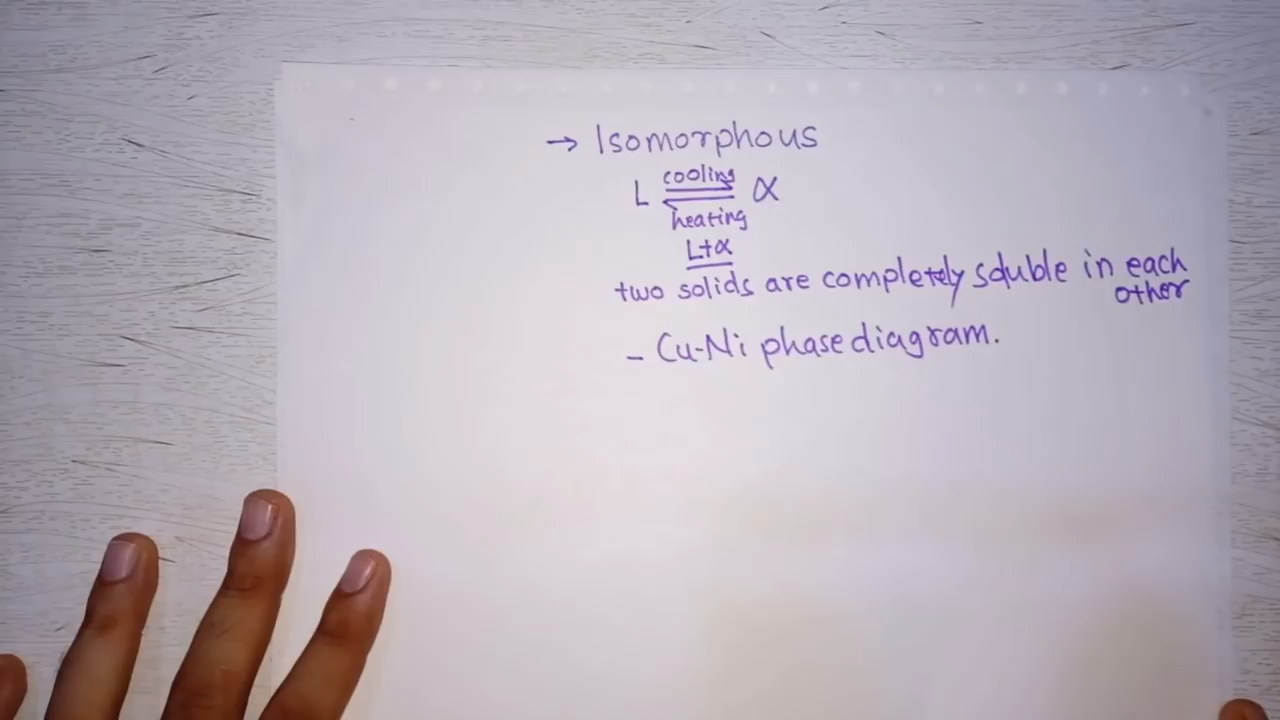 → Isomorphous
L cooling ⇌ α
heating
L+α
two solids are completely soluble in each
other
- Cu-Ni phase diagram.